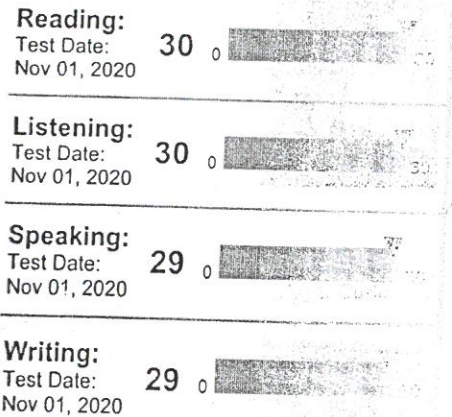 Reading:
Test Date: 30 0
Nov 01, 2020
Listening:
Test Date: 30 0 30
Nov 01, 2020
Speaking:
Test Date: 29 0
Nov 01, 2020
Writing:
Test Date: 29 0
Nov 01, 2020